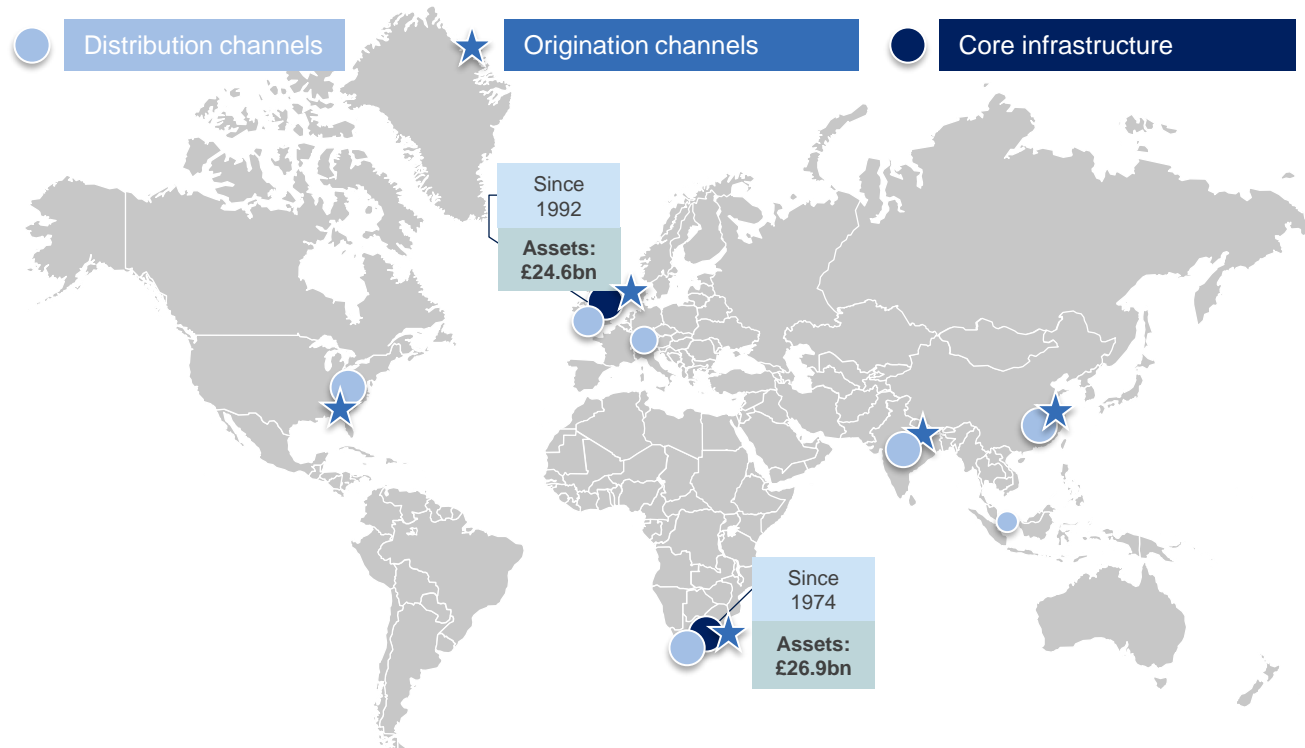 Distribution channels
Origination channels
Core infrastructure
Since
1992
Assets:
£24.6bn
Since
1974
Assets:
£26.9bn